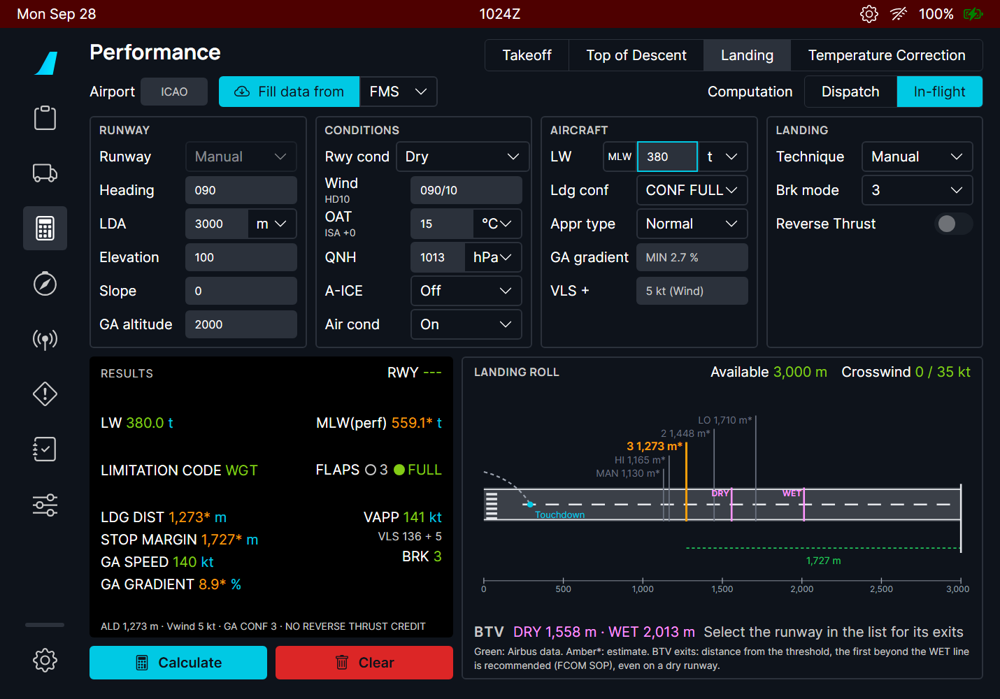 Mon Sep 28
1024Z
100%
Performance
Takeoff
Top of Descent
Landing
Temperature Correction
Airport
ICAO
Fill data from
FMS
Computation
Dispatch
In-flight
RUNWAY
Runway
Manual
Heading
090
LDA
3000
m
Elevation
100
Slope
0
GA altitude
2000
CONDITIONS
Rwy cond
Dry
Wind
HD10
090/10
OAT
ISA +0
15
°C
QNH
1013
hPa
A-ICE
Off
Air cond
On
AIRCRAFT
LW
MLW
380
t
Ldg conf
CONF FULL
Appr type
Normal
GA gradient
MIN 2.7 %
VLS +
5 kt (Wind)
LANDING
Technique
Manual
Brk mode
3
Reverse Thrust
RESULTS
RWY ---
LW 380.0 t
MLW(perf) 559.1* t
LIMITATION CODE WGT
FLAPS 3 FULL
LDG DIST 1,273* m
VAPP 141 kt
STOP MARGIN 1,727* m
VLS 136 + 5
GA SPEED 140 kt
BRK 3
GA GRADIENT 8.9* %
ALD 1,273 m · Vwind 5 kt · GA CONF 3 · NO REVERSE THRUST CREDIT
Calculate
Clear
LANDING ROLL
Available 3,000 m
Crosswind 0 / 35 kt
LO 1,710 m*
2 1,448 m*
3 1,273 m*
HI 1,165 m*
MAN 1,130 m*
DRY
WET
Touchdown
1,727 m
0
500
1,000
1,500
2,000
2,500
3,000
BTV DRY 1,558 m · WET 2,013 m Select the runway in the list for its exits
Green: Airbus data. Amber*: estimate. BTV exits: distance from the threshold, the first beyond the WET line
is recommended (FCOM SOP), even on a dry runway.